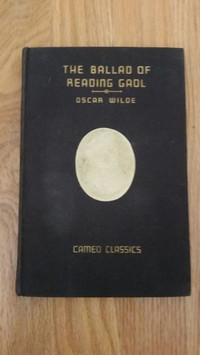 THE BALLAD OF
READING GAOL
OSCAR WILDE
CAMEO CLASSICS